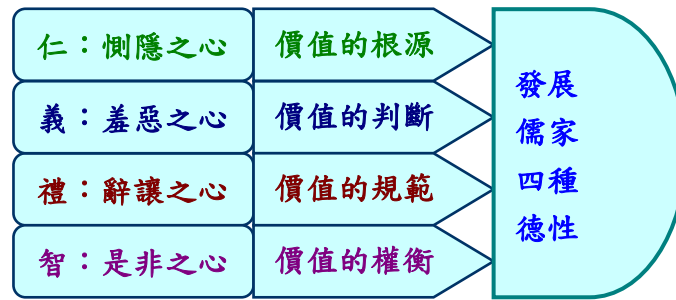 仁：惻隱之心
價值的根源
義：羞惡之心
價值的判斷
禮：辭讓之心
價值的規範
智：是非之心
價值的權衡
發展
儒家
四種
德性